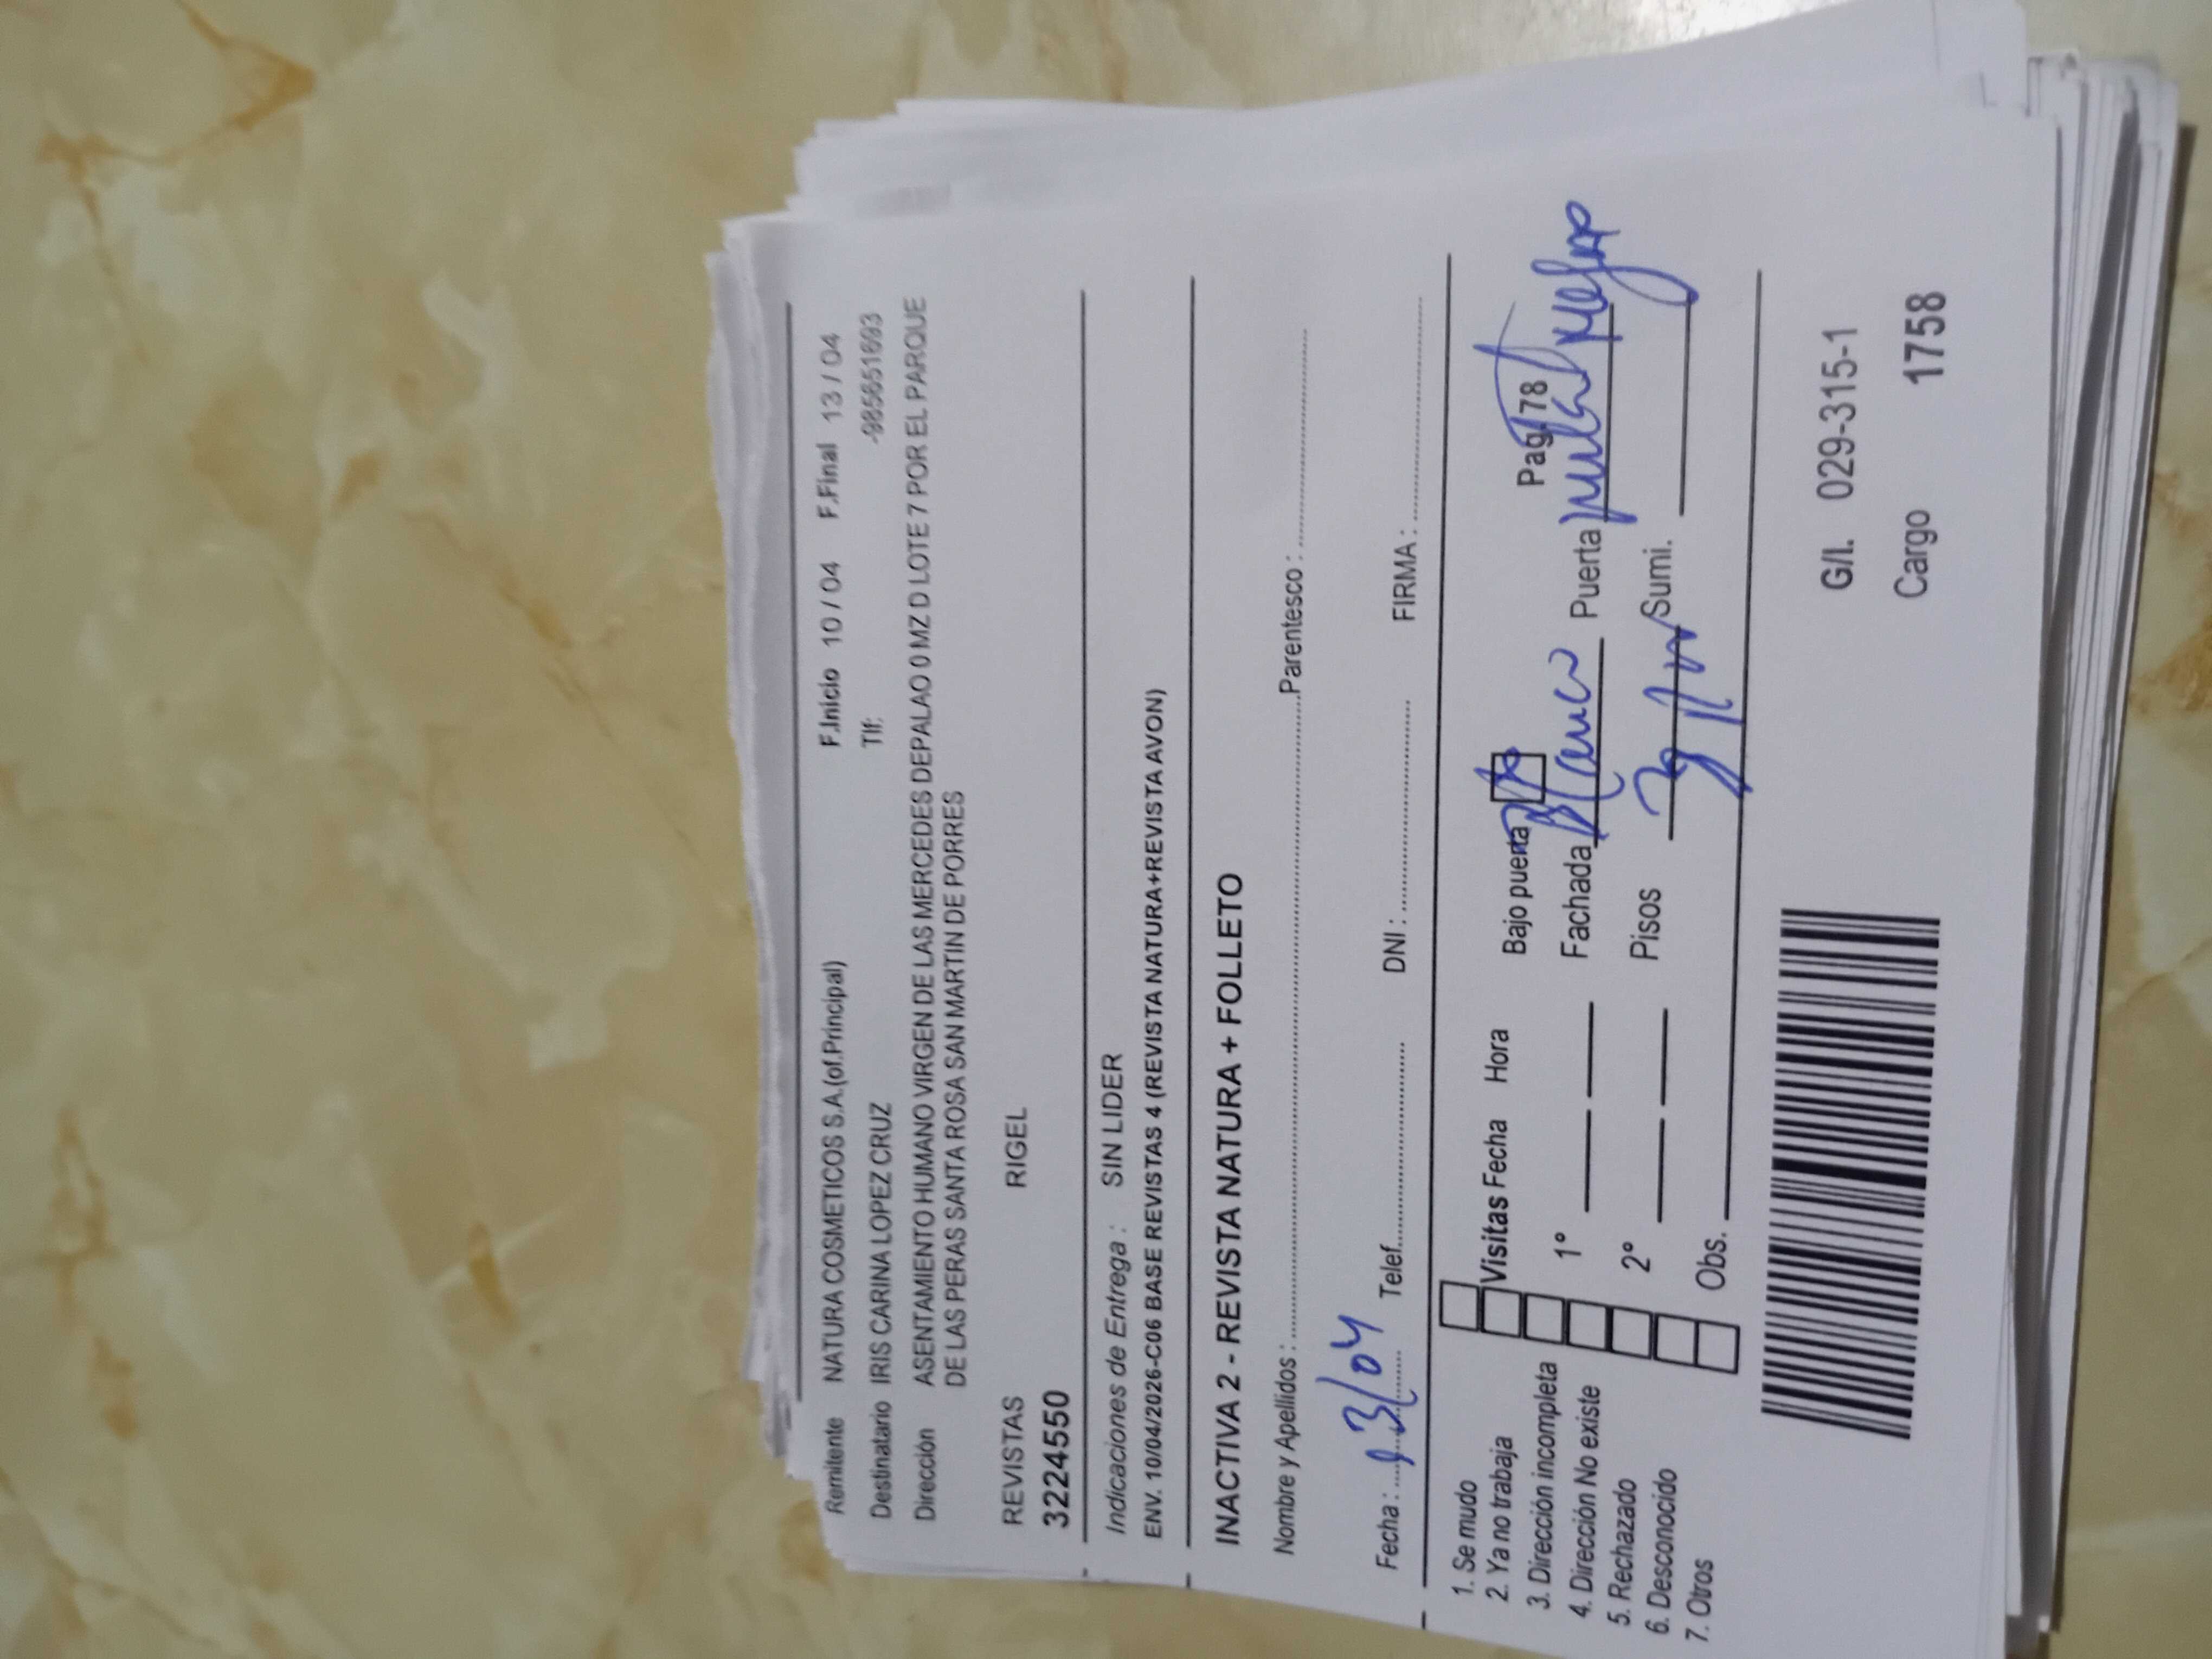 Remitente NATURA COSMETICOS S.A.(of.Principal) F.Inicio 10 / 04 F.Final 13 / 04
Destinatario IRIS CARINA LOPEZ CRUZ Tlf:
Dirección ASENTAMIENTO HUMANO VIRGEN DE LAS MERCEDES DEPALAO 0 MZ D LOTE 7 POR EL PARQUE
DE LAS PERAS SANTA ROSA SAN MARTIN DE PORRES
REVISTAS RIGEL
3224550
Indicaciones de Entrega : SIN LIDER
ENV. 10/04/2026-C06 BASE REVISTAS 4 (REVISTA NATURA+REVISTA AVON)
INACTIVA 2 - REVISTA NATURA + FOLLETO
Nombre y Apellidos : Parentesco :
Fecha : 13/04 Telef. DNI : FIRMA :
1. Se mudo
2. Ya no trabaja
3. Dirección incompleta
4. Dirección No existe
5. Rechazado
6. Desconocido
7. Otros
Visitas Fecha Hora Bajo puerta Pag 78
1° Fachada Blanco Puerta
2° Pisos Sumi.
Obs.
G/I. 029-315-1
Cargo 1758